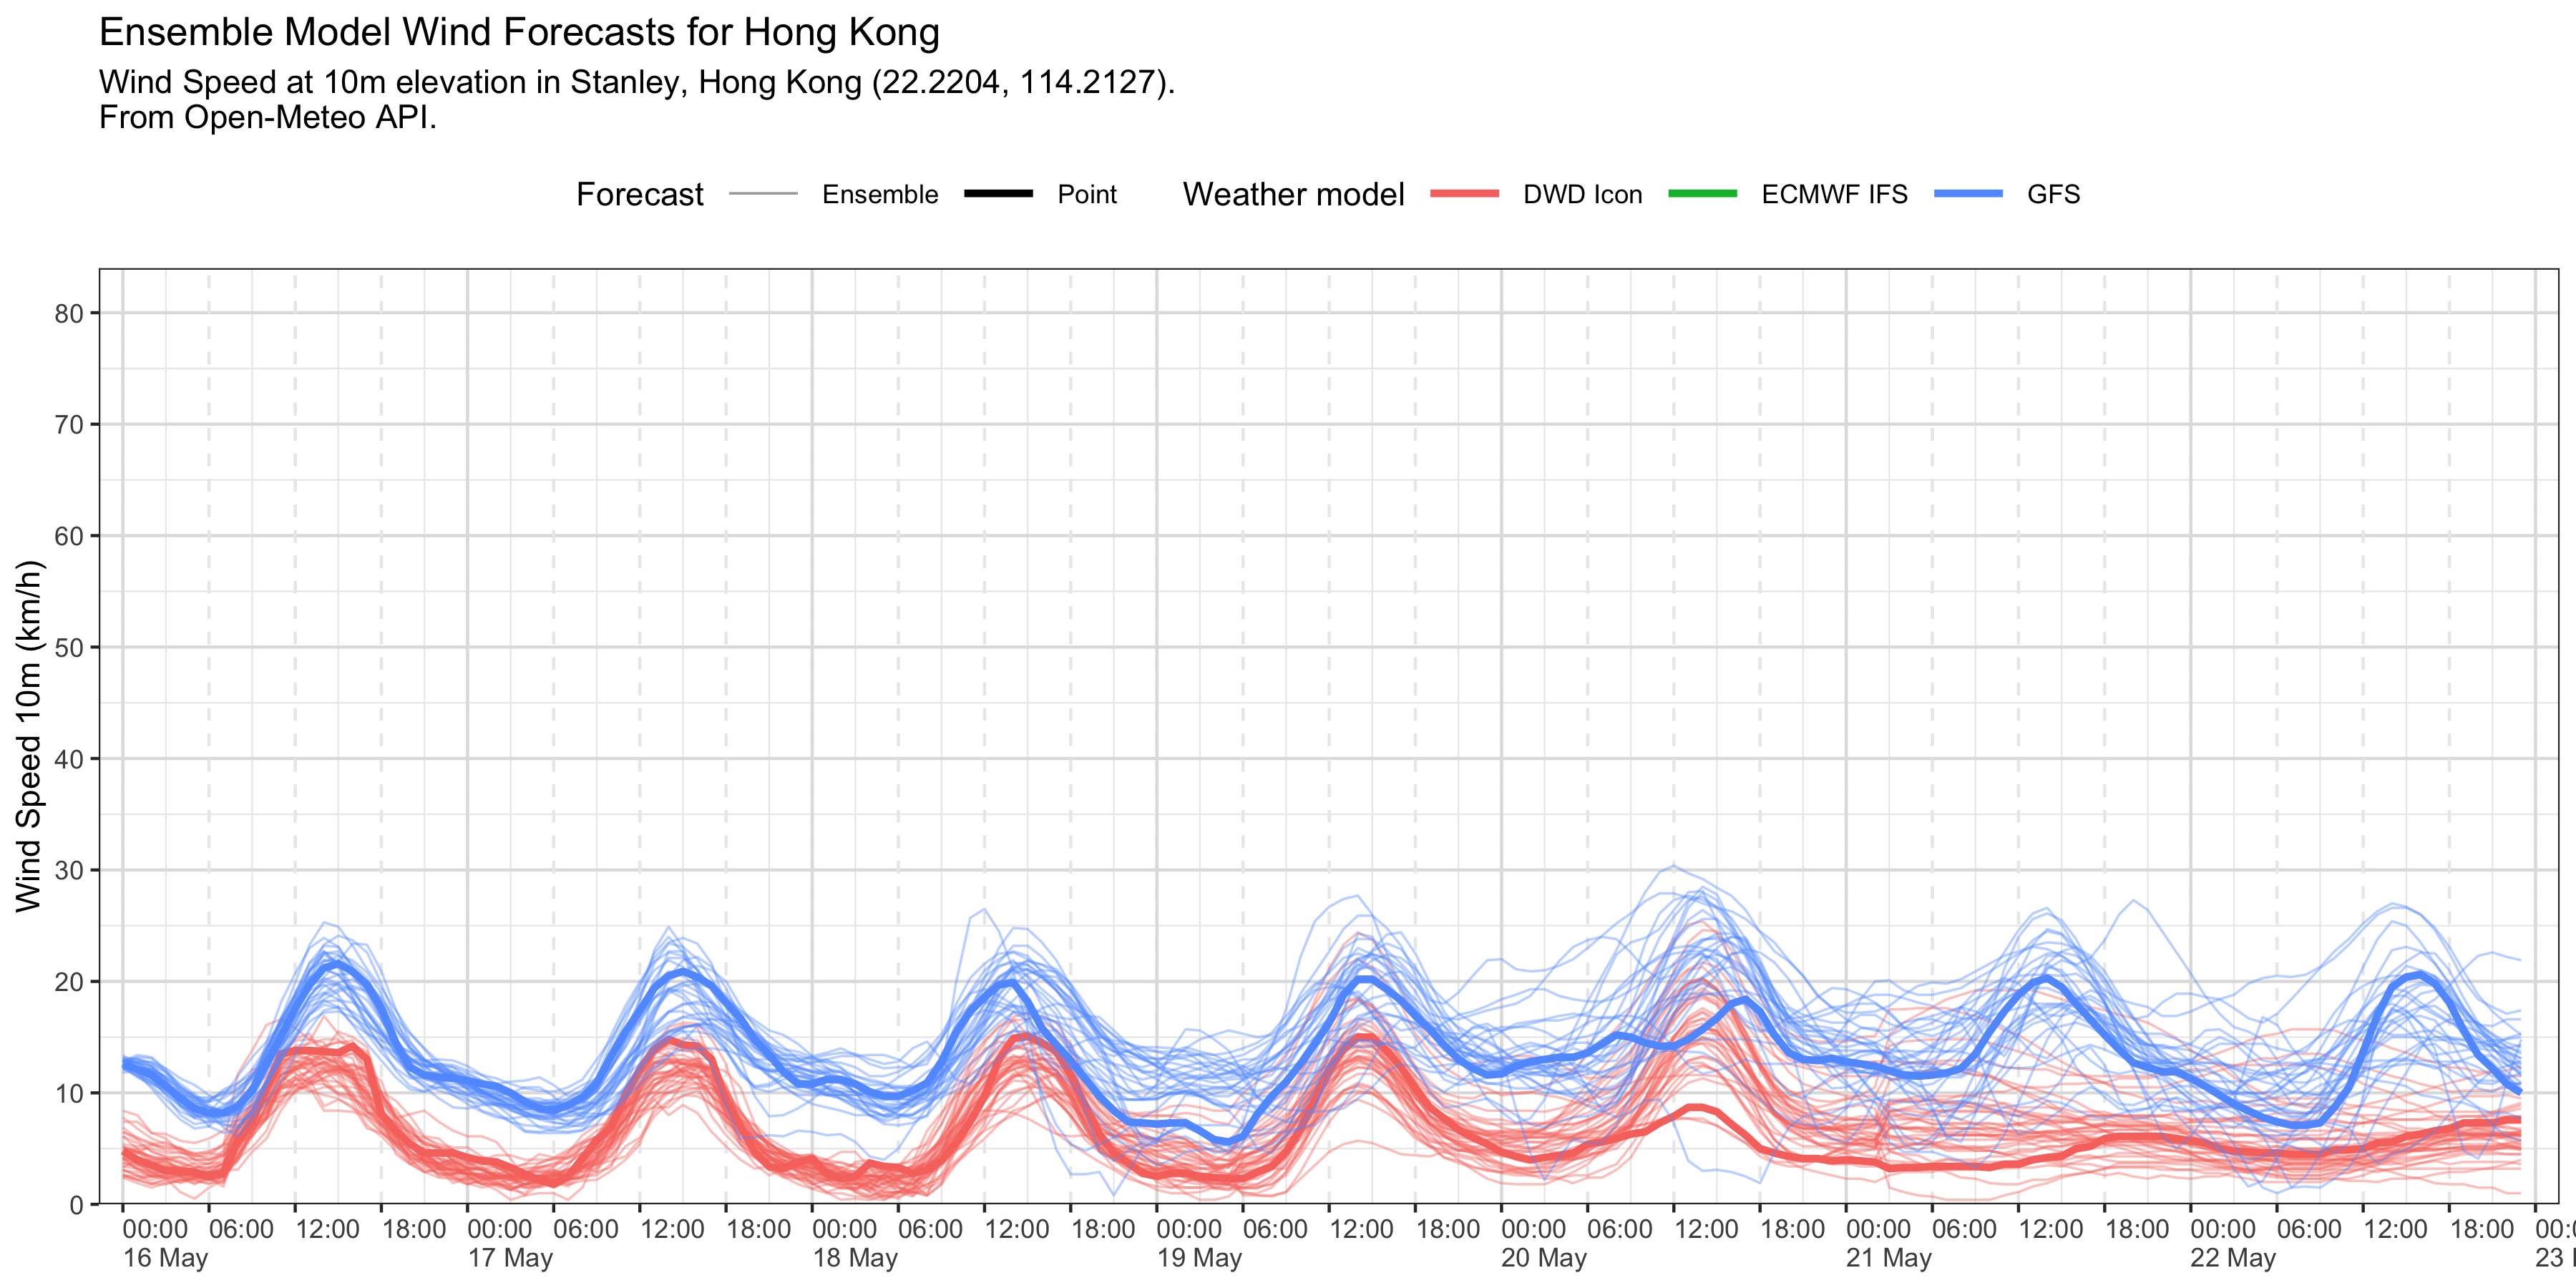 Ensemble Model Wind Forecasts for Hong Kong
Wind Speed at 10m elevation in Stanley, Hong Kong (22.2204, 114.2127).
From Open-Meteo API.
Forecast Ensemble Point Weather model DWD Icon ECMWF IFS GFS
Wind Speed 10m (km/h)
80
70
60
50
40
30
20
10
0
00:00 06:00 12:00 18:00 00:00 06:00 12:00 18:00 00:00 06:00 12:00 18:00 00:00 06:00 12:00 18:00 00:00 06:00 12:00 18:00 00:00 06:00 12:00 18:00 00:00 06:00 12:00 18:00
16 May 17 May 18 May 19 May 20 May 21 May 22 May 23